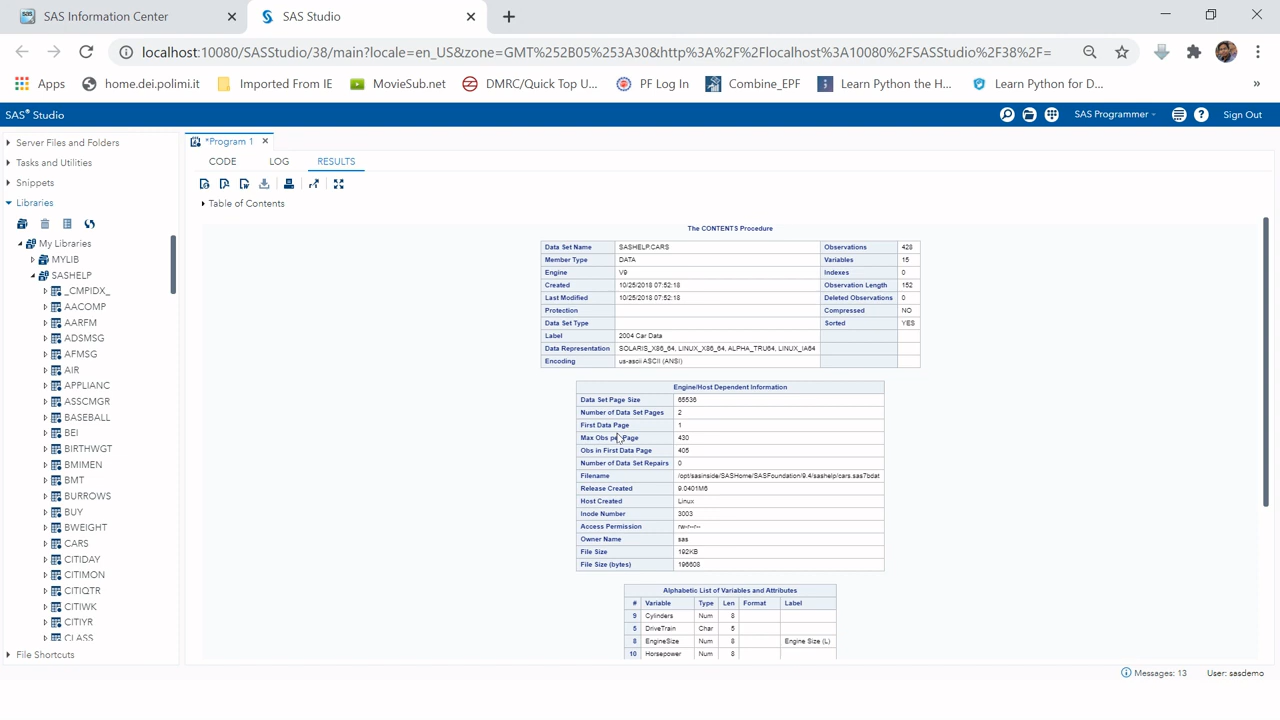 SAS Information Center
SAS Studio
localhost:10080/SASStudio/38/main?locale=en_US&zone=GMT%252B05%253A30&http%3A%2F%2Flocalhost%3A10080%2FSASStudio%2F38%2F=
Apps
home.dei.polimi.it
Imported From IE
MovieSub.net
DMRC/Quick Top U...
PF Log In
Combine_EPF
Learn Python the H...
Learn Python for D...
»
SAS® Studio
SAS Programmer
Sign Out
Server Files and Folders
Tasks and Utilities
Snippets
Libraries
My Libraries
MYLIB
SASHELP
_CMPIDX_
AACOMP
AARFM
ADSMSG
AFMSG
AIR
APPLIANC
ASSCMGR
BASEBALL
BEI
BIRTHWGT
BMIMEN
BMT
BURROWS
BUY
BWEIGHT
CARS
CITIDAY
CITIMON
CITIQTR
CITIWK
CITIYR
CLASS
File Shortcuts
*Program 1
CODE LOG RESULTS
Table of Contents
The CONTENTS Procedure
Data Set Name SASHELP.CARS Observations 428
Member Type DATA Variables 15
Engine V9 Indexes 0
Created 10/25/2018 07:52:18 Observation Length 152
Last Modified 10/25/2018 07:52:18 Deleted Observations 0
Protection Compressed NO
Data Set Type Sorted YES
Label 2004 Car Data
Data Representation SOLARIS_X86_64, LINUX_X86_64, ALPHA_TRU64, LINUX_IA64
Encoding us-ascii ASCII (ANSI)
Engine/Host Dependent Information
Data Set Page Size 65536
Number of Data Set Pages 2
First Data Page 1
Max Obs per Page 430
Obs in First Data Page 405
Number of Data Set Repairs 0
Filename /opt/sasinside/SASHome/SASFoundation/9.4/sashelp/cars.sas7bdat
Release Created 9.0401M6
Host Created Linux
Inode Number 3003
Access Permission rw-r--r--
Owner Name sas
File Size 192KB
File Size (bytes) 196608
Alphabetic List of Variables and Attributes
# Variable Type Len Format Label
9 Cylinders Num 8
5 DriveTrain Char 5
8 EngineSize Num 8 Engine Size (L)
10 Horsepower Num 8
Messages: 13
User: sasdemo